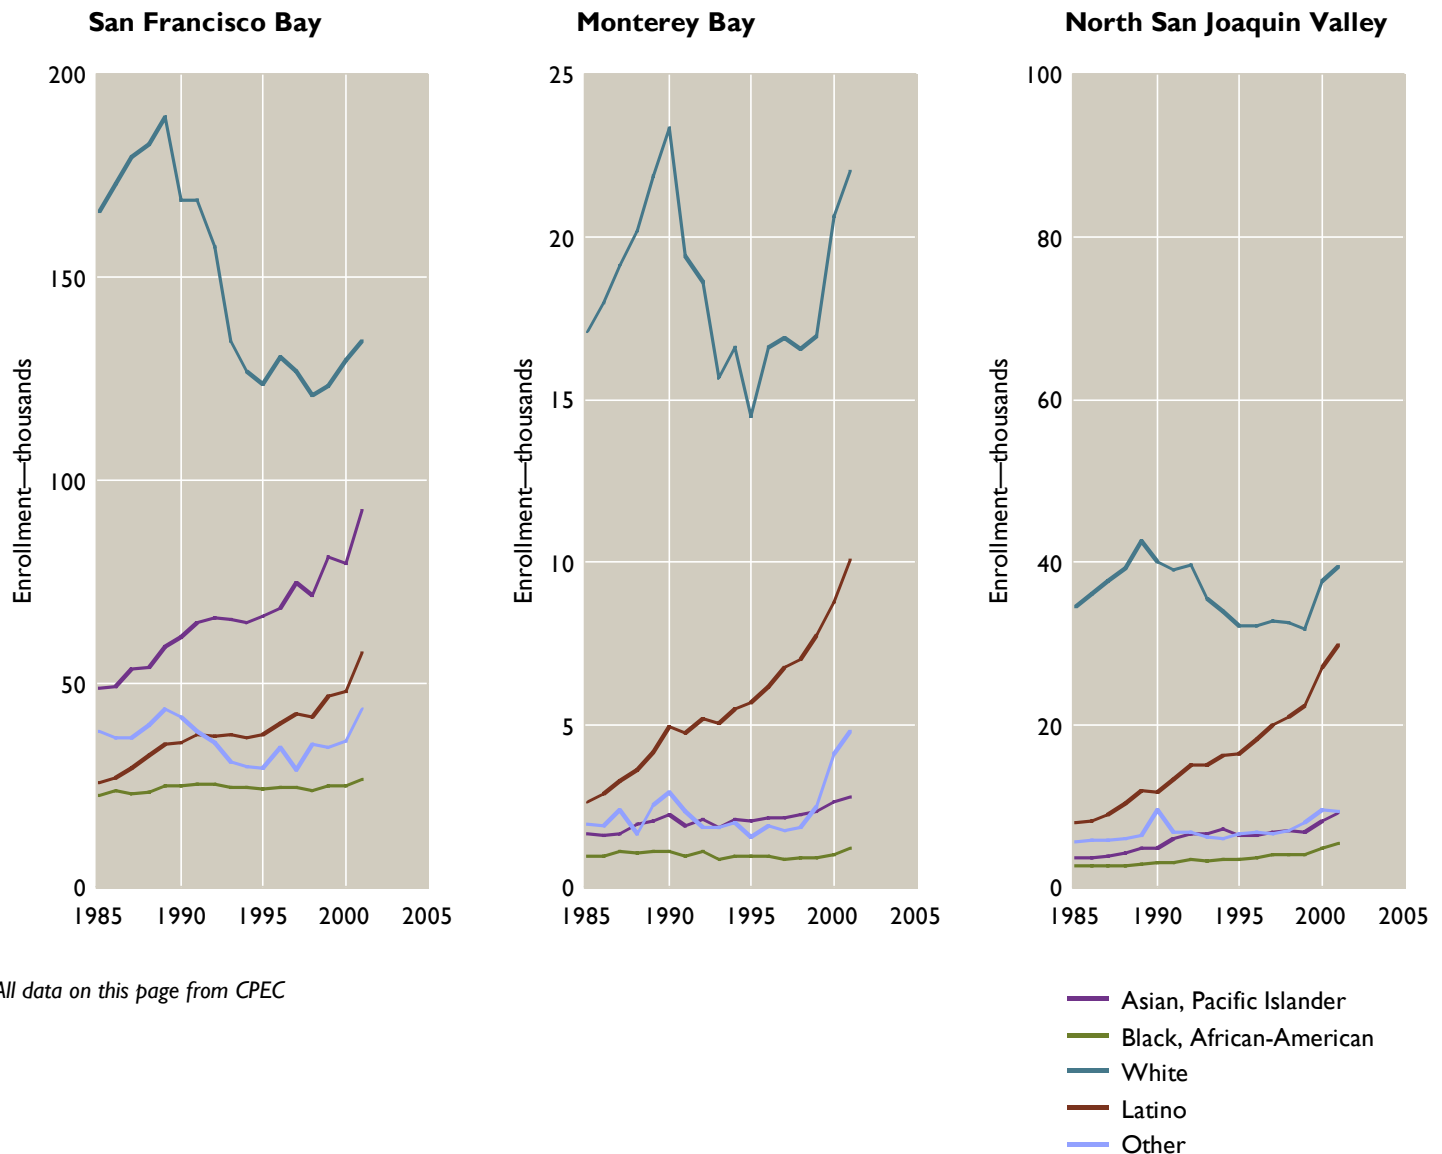 San Francisco Bay
Enrollment—thousands
200
150
100
50
0
1985 1990 1995 2000 2005
Monterey Bay
Enrollment—thousands
25
20
15
10
5
0
1985 1990 1995 2000 2005
North San Joaquin Valley
Enrollment—thousands
100
80
60
40
20
0
1985 1990 1995 2000 2005
All data on this page from CPEC
Asian, Pacific Islander
Black, African-American
White
Latino
Other